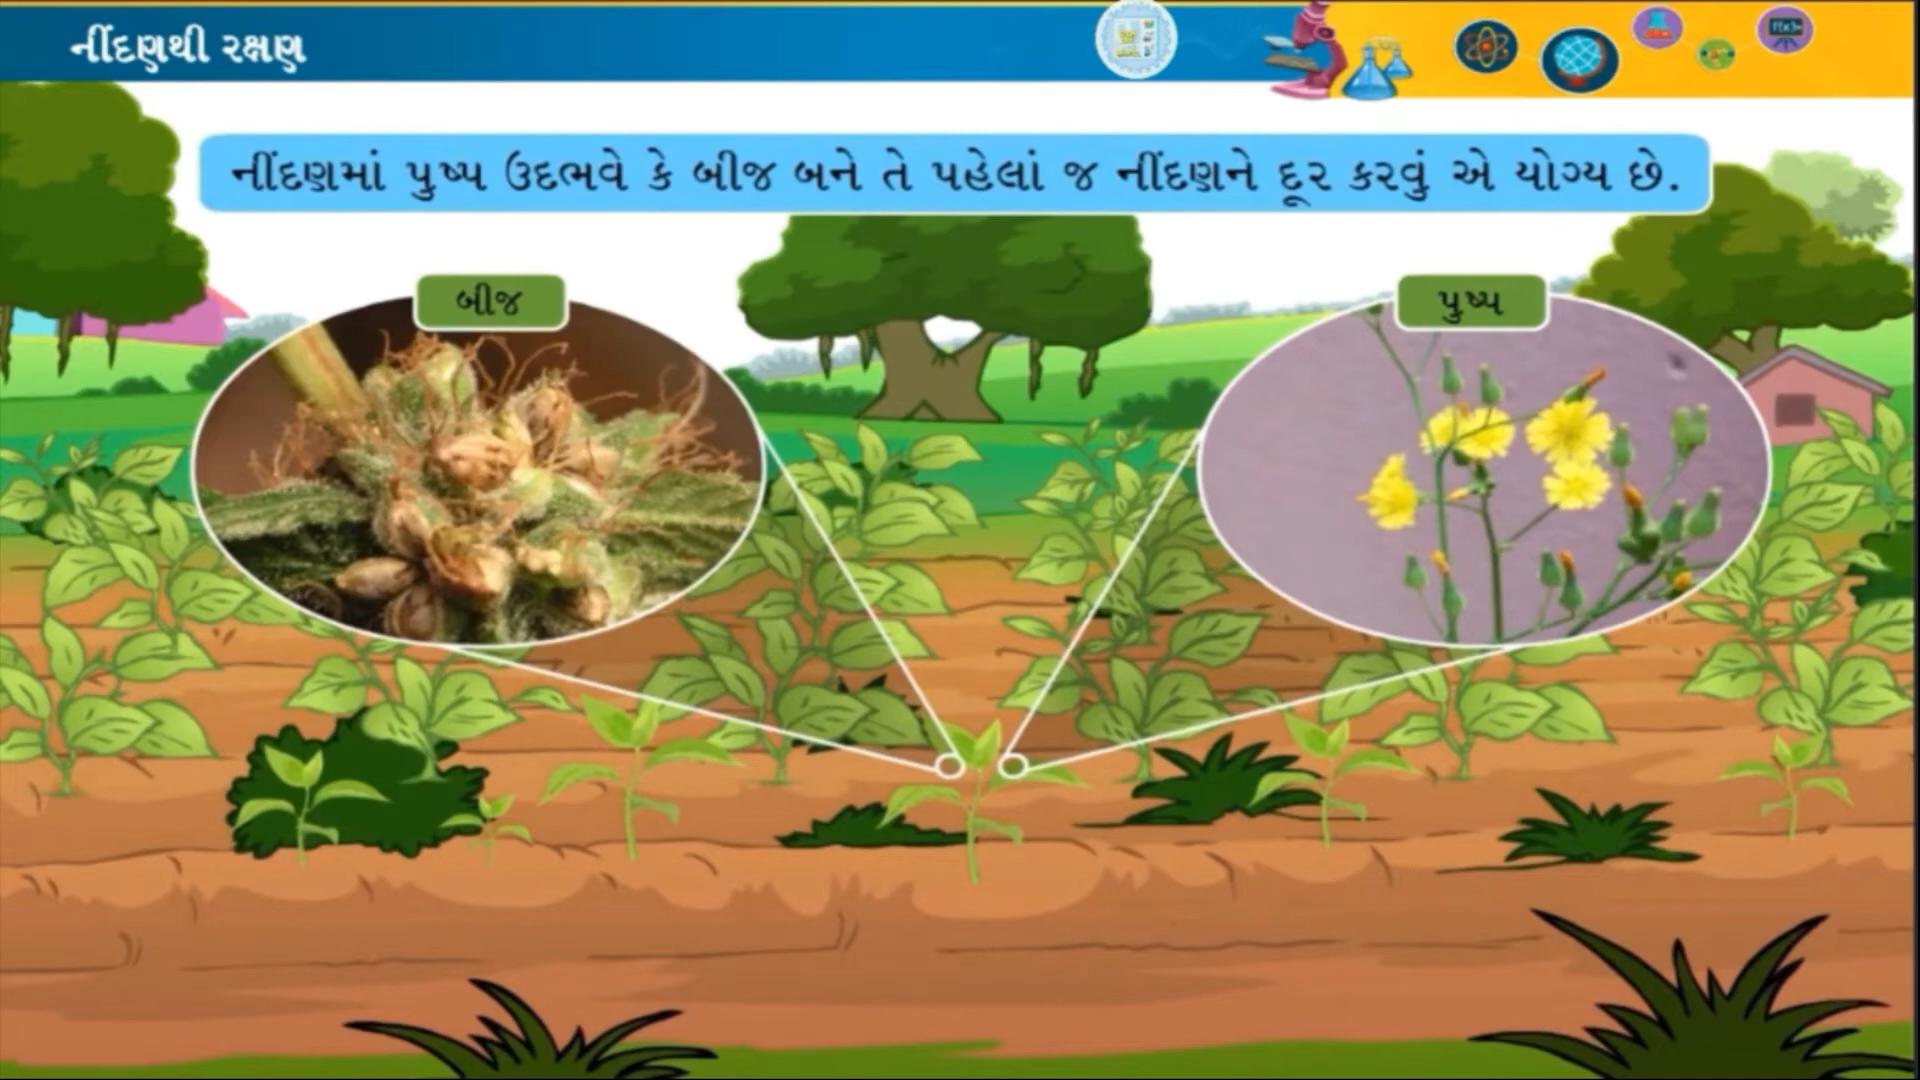 નીંદણથી રક્ષણ
નીંદણમાં પુષ્પ ઉદભવે કે બીજ બને તે પહેલાં જ નીંદણને દૂર કરવું એ યોગ્ય છે.
બીજ
પુષ્પ